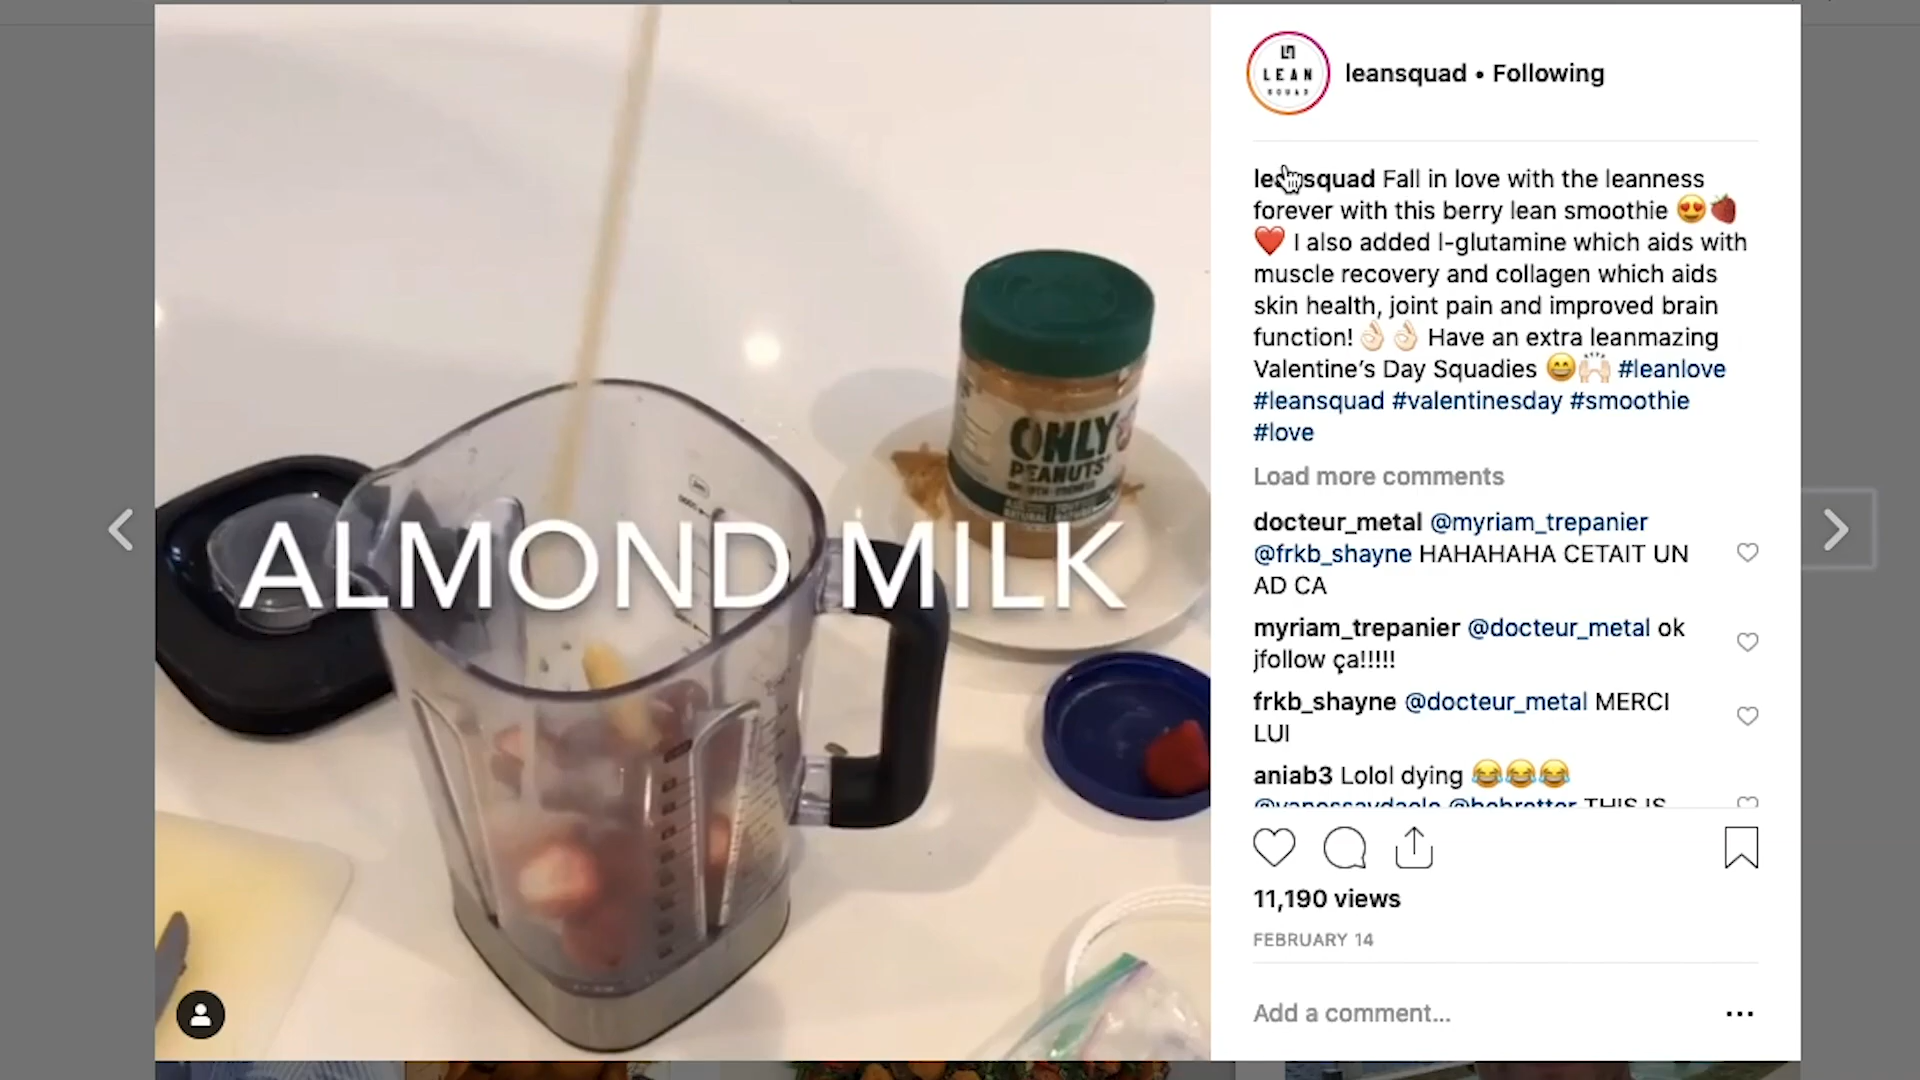 LEAN
SQUAD
leansquad • Following
leansquad Fall in love with the leanness
forever with this berry lean smoothie 😍🍓
❤️ I also added l-glutamine which aids with
muscle recovery and collagen which aids
skin health, joint pain and improved brain
function!👌🏻👌🏻 Have an extra leanmazing
Valentine's Day Squadies 😄🙌🏻 #leanlove
#leansquad #valentinesday #smoothie
#love
Load more comments
docteur_metal @myriam_trepanier
@frkb_shayne HAHAHAHA CETAIT UN
AD CA
myriam_trepanier @docteur_metal ok
jfollow ça!!!!!
frkb_shayne @docteur_metal MERCI
LUI
aniab3 Lolol dying 😂😂😂
THIS IS
11,190 views
FEBRUARY 14
Add a comment...
ONLY
PEANUTS
ALMOND MILK